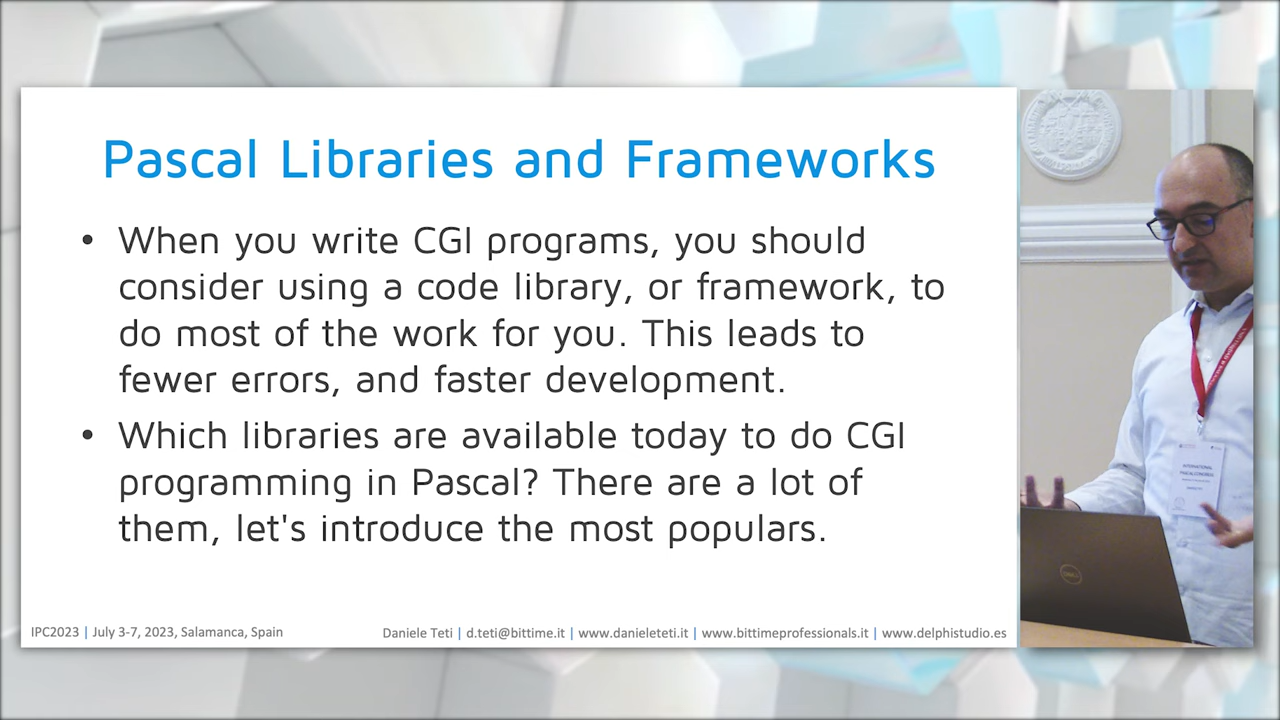 Pascal Libraries and Frameworks
• When you write CGI programs, you should
consider using a code library, or framework, to
do most of the work for you. This leads to
fewer errors, and faster development.
• Which libraries are available today to do CGI
programming in Pascal? There are a lot of
them, let's introduce the most populars.
IPC2023 | July 3-7, 2023, Salamanca, Spain
Daniele Teti | d.teti@bittime.it | www.danieleteti.it | www.bittimeprofessionals.it | www.delphistudio.es
INTERNATIONAL
DELL